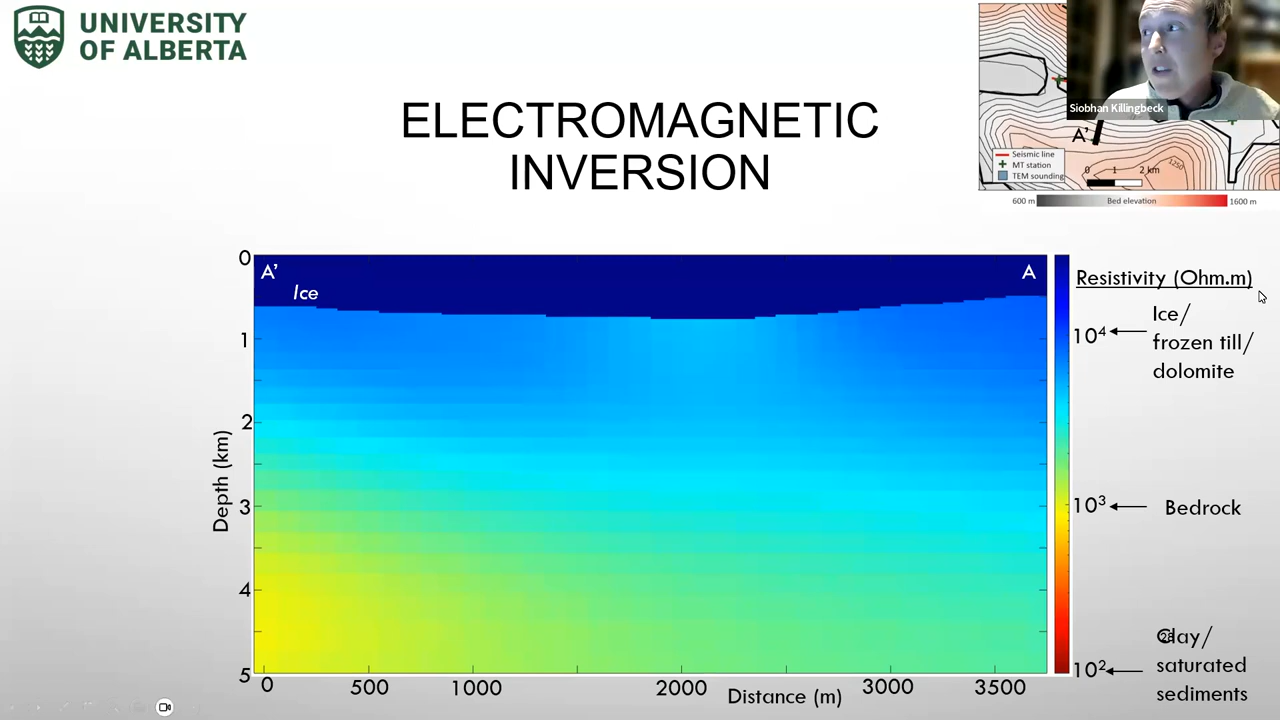 UNIVERSITY
OF ALBERTA
ELECTROMAGNETIC
INVERSION
Siobhan Killingbeck
A'
Seismic line
MT station
TEM sounding
0 1 2 km
1250
600 m Bed elevation 1600 m
A'
A
Ice
0
1
2
3
4
5
Depth (km)
0 500 1000 2000 3000 3500
Distance (m)
Resistivity (Ohm.m)
10⁴
Ice/
frozen till/
dolomite
10³
Bedrock
10²
Clay/
saturated
sediments